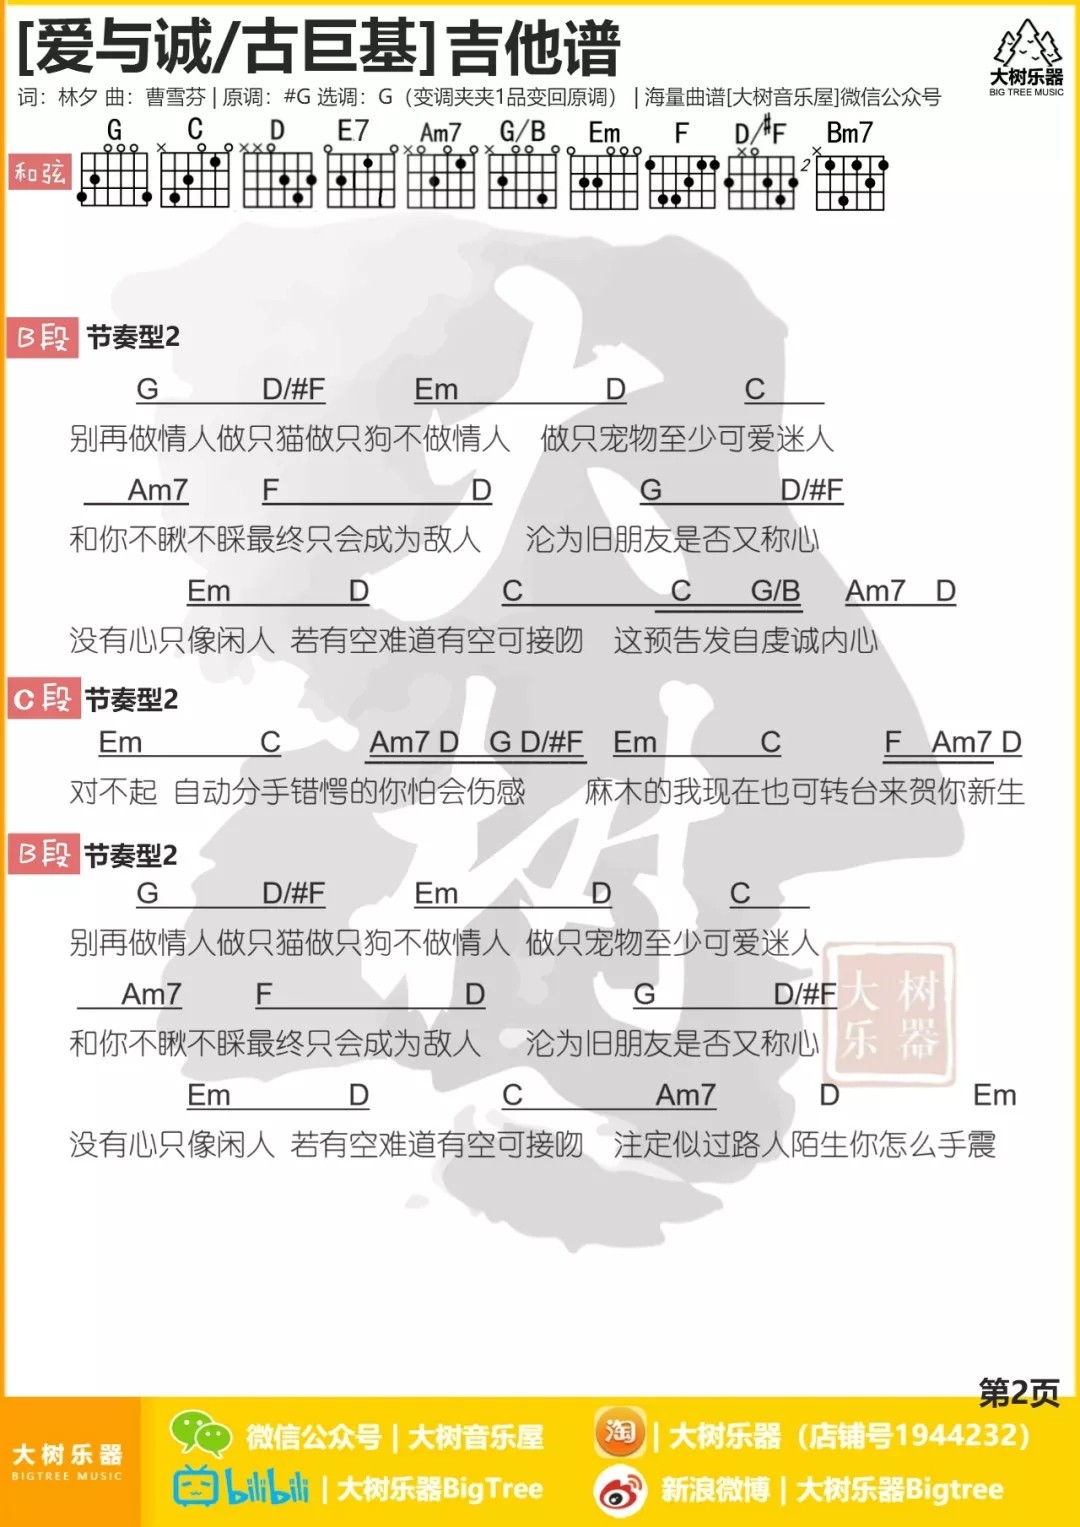 [爱与诚/古巨基]吉他谱
大树乐器
BIG TREE MUSIC
词：林夕 曲：曹雪芬 | 原调：#G 选调：G（变调夹夹1品变回原调） | 海量曲谱[大树音乐屋]微信公众号
G C D E7 Am7 G/B Em F D/#F Bm7
和弦
2
B段 节奏型2
G D/#F Em D C
别再做情人做只猫做只狗不做情人 做只宠物至少可爱迷人
Am7 F D G D/#F
和你不瞅不睬最终只会成为敌人 沦为旧朋友是否又称心
Em D C C G/B Am7 D
没有心只像闲人 若有空难道有空可接吻 这预告发自虔诚内心
C段 节奏型2
Em C Am7 D G D/#F Em C F Am7 D
对不起 自动分手错愕的你怕会伤感 麻木的我现在也可转台来贺你新生
B段 节奏型2
G D/#F Em D C
别再做情人做只猫做只狗不做情人 做只宠物至少可爱迷人
Am7 F D G D/#F
和你不瞅不睬最终只会成为敌人 沦为旧朋友是否又称心
Em D C Am7 D Em
没有心只像闲人 若有空难道有空可接吻 注定似过路人陌生你怎么手震
大树
大树
乐器
第2页
大树乐器
BIGTREE MUSIC
微信公众号 | 大树音乐屋
淘 | 大树乐器（店铺号1944232）
bilibili | 大树乐器BigTree
新浪微博 | 大树乐器Bigtree